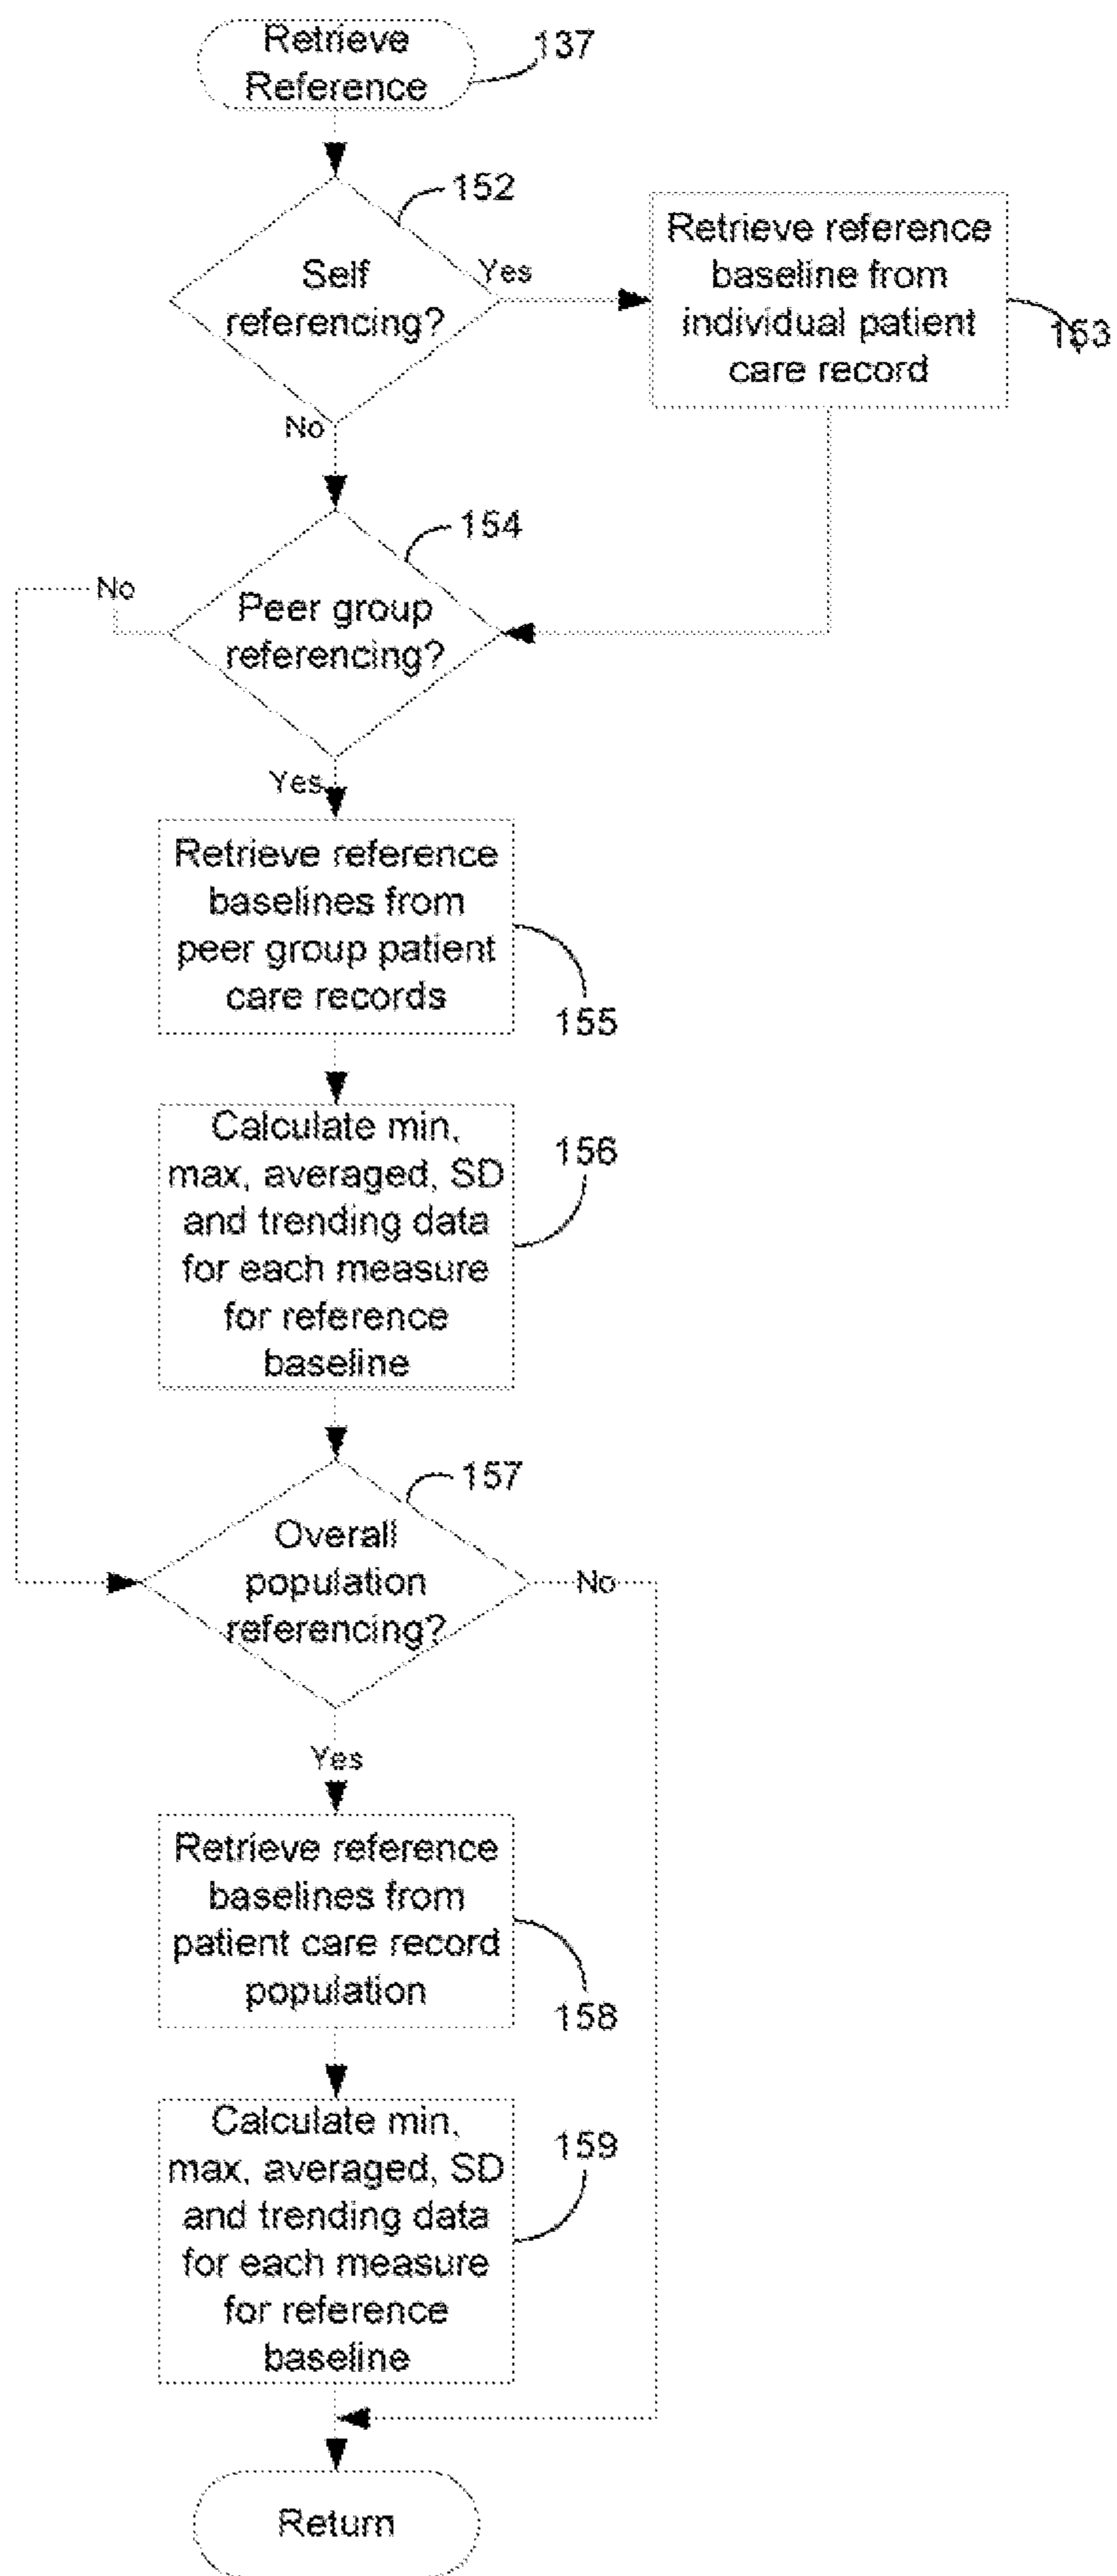 Retrieve
Reference
137
152
Self
referencing?
Yes
Retrieve reference
baseline from
individual patient
care record
153
No
154
No
Peer group
referencing?
Yes
Retrieve reference
baselines from
peer group patient
care records
155
Calculate min,
max, averaged, SD
and trending data
for each measure
for reference
baseline
156
157
Overall
population
referencing?
No
Yes
Retrieve reference
baselines from
patient care record
population
158
Calculate min,
max, averaged, SD
and trending data
for each measure
for reference
baseline
159
Return